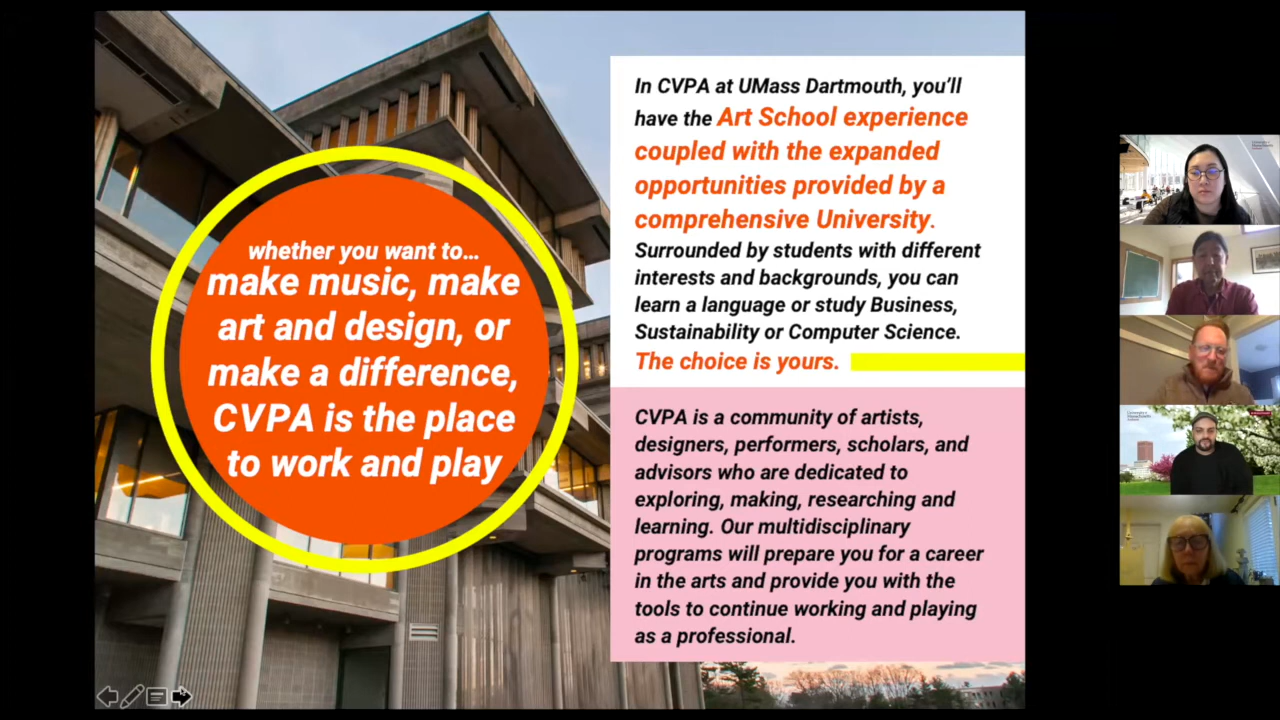 whether you want to...
make music, make
art and design, or
make a difference,
CVPA is the place
to work and play
In CVPA at UMass Dartmouth, you'll
have the Art School experience
coupled with the expanded
opportunities provided by a
comprehensive University.
Surrounded by students with different
interests and backgrounds, you can
learn a language or study Business,
Sustainability or Computer Science.
The choice is yours.
CVPA is a community of artists,
designers, performers, scholars, and
advisors who are dedicated to
exploring, making, researching and
learning. Our multidisciplinary
programs will prepare you for a career
in the arts and provide you with the
tools to continue working and playing
as a professional.